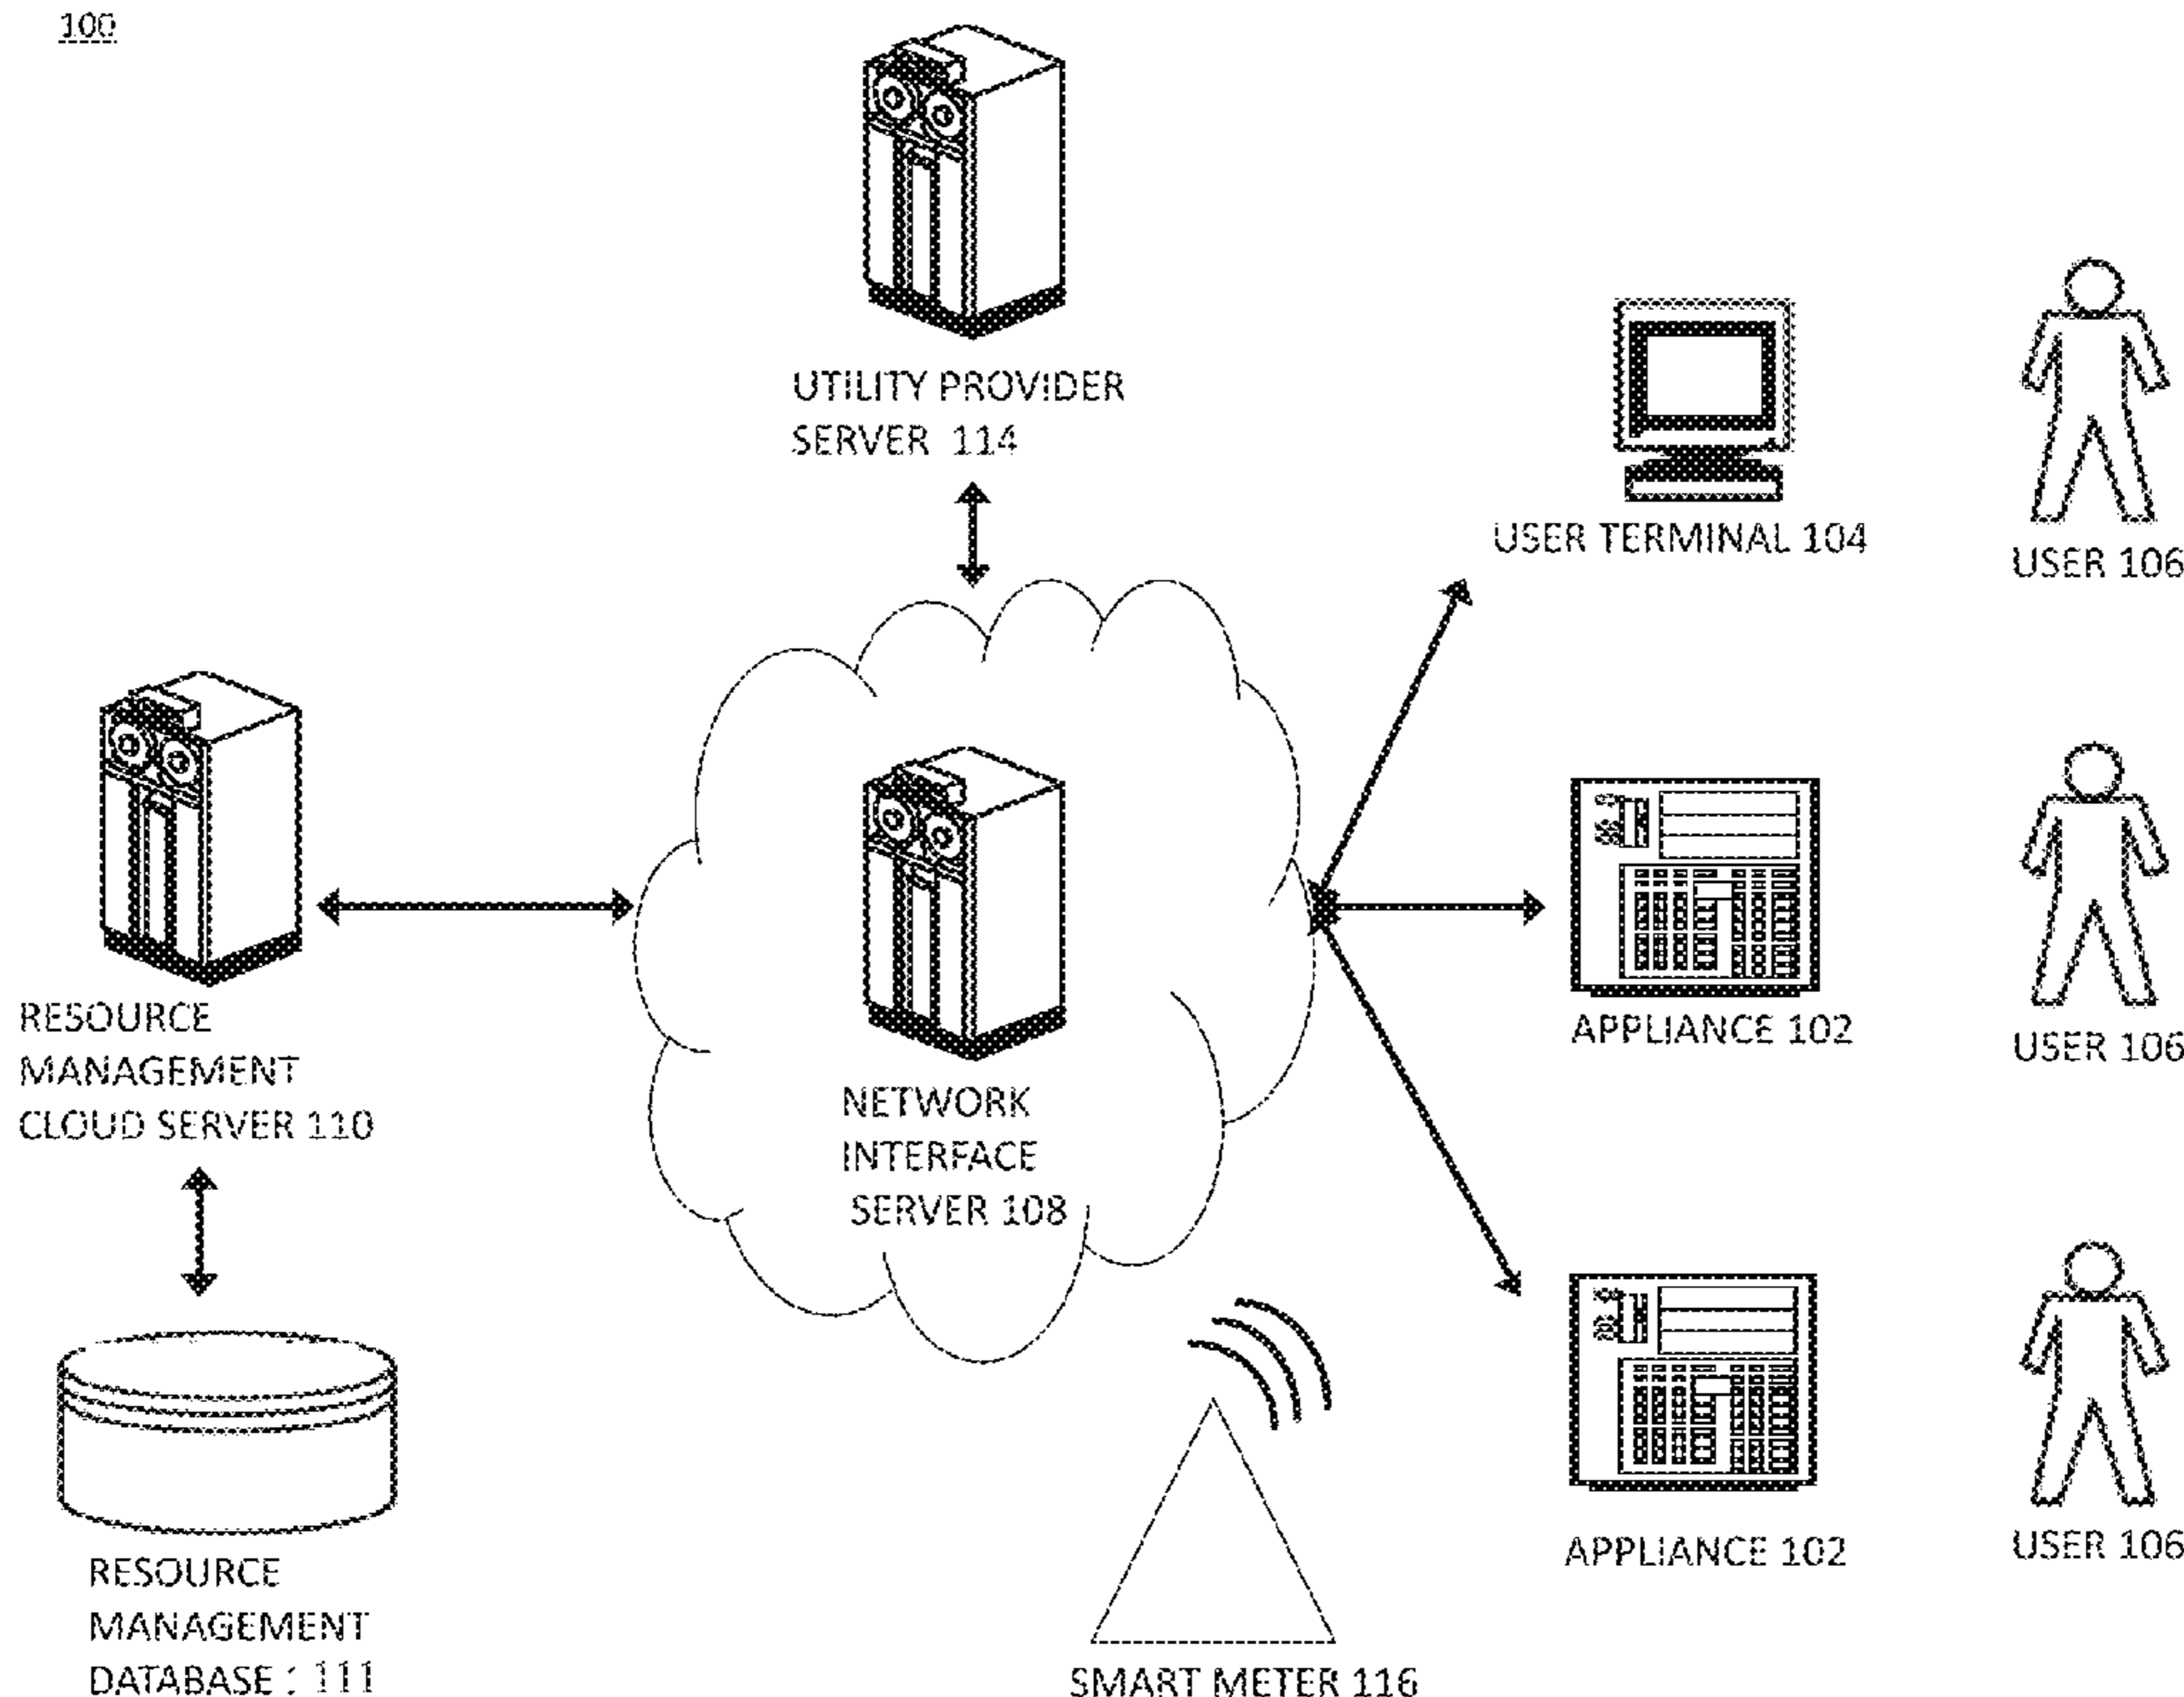 100
UTILITY PROVIDER
SERVER 114
USER TERMINAL 104
USER 106
RESOURCE
MANAGEMENT
CLOUD SERVER 110
NETWORK
INTERFACE
SERVER 108
APPLIANCE 102
USER 106
RESOURCE
MANAGEMENT
DATABASE : 111
SMART METER 116
APPLIANCE 102
USER 106